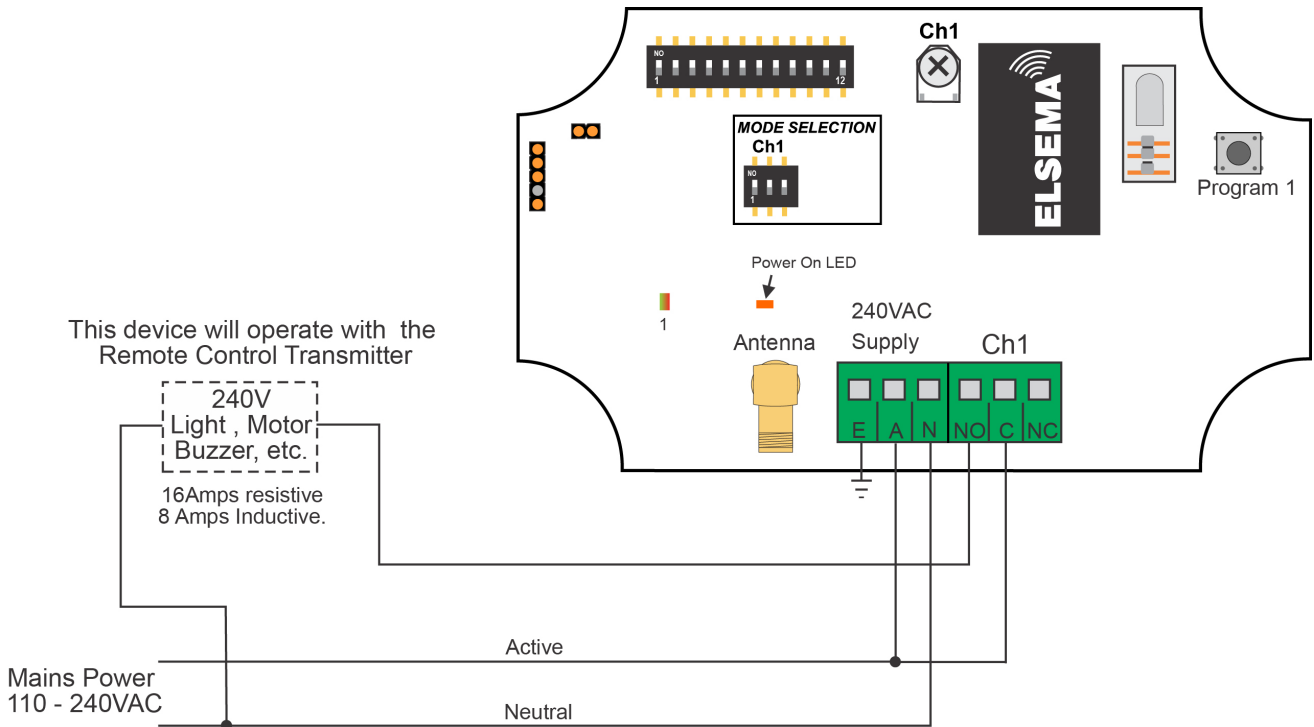 Ch1
NO
1 12
MODE SELECTION
Ch1
NO
1
ELSEMA
Program 1
Power On LED
1
240VAC
Supply
Antenna
Ch1
E A N NO C NC
This device will operate with the
Remote Control Transmitter
240V
Light , Motor
Buzzer, etc.
16Amps resistive
8 Amps Inductive.
Active
Mains Power
110 - 240VAC
Neutral